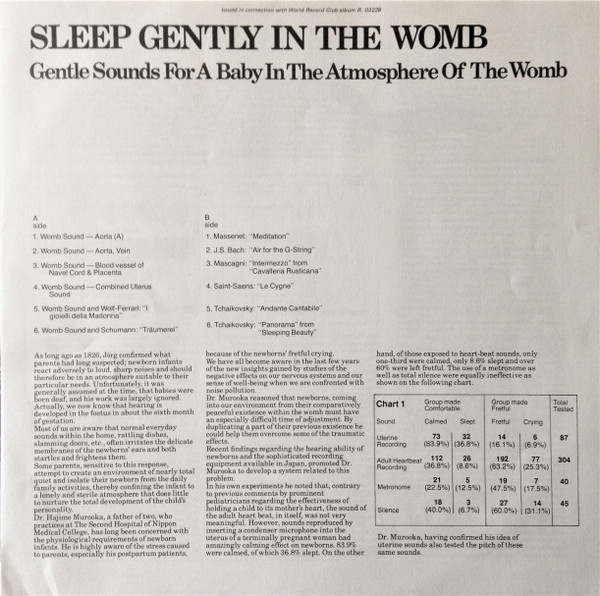 Issued in connection with World Record Club album R. 03228
SLEEP GENTLY IN THE WOMB
Gentle Sounds For A Baby In The Atmosphere Of The Womb
A
side
1. Womb Sound — Aorta (A)
2. Womb Sound — Aorta, Vein
3. Womb Sound — Blood vessel of
Navel Cord & Placenta
4. Womb Sound — Combined Uterus
Sound
5. Womb Sound and Wolf-Ferrari: "I
gioielli della Madonna"
6. Womb Sound and Schumann: "Träumerei"
B
side
1. Massenet: "Meditation"
2. J.S. Bach: "Air for the G-String"
3. Mascagni: "Intermezzo" from
"Cavalleria Rusticana"
4. Saint-Saens: "Le Cygne"
5. Tchaikovsky: "Andante Cantabile"
6. Tchaikovsky: "Panorama" from
"Sleeping Beauty"
As long ago as 1826, Jörg confirmed what
parents had long suspected; newborn infants
react adversely to loud, sharp noises and should
therefore be in an atmosphere suitable to their
particular needs. Unfortunately, it was
generally assumed at the time, that babies were
born deaf, and his work was largely ignored.
Actually, we now know that hearing is
developed in the foetus in about the sixth month
of gestation.
Most of us are aware that normal everyday
sounds within the home, rattling dishes,
slamming doors, etc., often irritates the delicate
membranes of the newborns' ears and both
startles and frightens them.
Some parents, sensitive to this response,
attempt to create an environment of nearly total
quiet and isolate their newborn from the daily
family activities, thereby confining the infant to
a lonely and sterile atmosphere that does little
to nurture the total development of the child's
personality.
Dr. Hajime Murooka, a father of two, who
practices at The Second Hospital of Nippon
Medical College, has long been concerned with
the physiological requirements of newborn
infants. He is highly aware of the stress caused
to parents, especially his postpartum patients,
because of the newborns' fretful crying.
We have all become aware in the last few years
of the new insights gained by studies of the
negative effects on our nervous systems and our
sense of well-being when we are confronted with
noise pollution.
Dr. Murooka reasoned that newborns, coming
into our environment from their comparatively
peaceful existence within the womb must have
an especially difficult time of adjustment. By
duplicating a part of their previous existence he
could help them overcome some of the traumatic
effects.
Recent findings regarding the hearing ability of
newborns and the sophisticated recording
equipment available in Japan, promoted Dr.
Murooka to develop a system related to this
problem.
In his own experiments he noted that, contrary
to previous comments by prominent
pediatricians regarding the effectiveness of
holding a child to its mother's heart, the sound of
the adult heart beat, in itself, was not very
meaningful. However, sounds reproduced by
inserting a condenser microphone into the
uterus of a terminally pregnant woman had
amazingly calming effect on newborns. 83.9%
were calmed, of which 36.8% slept. On the other
hand, of those exposed to heart-beat sounds, only
one-third were calmed, only 8.6% slept and over
60% were left fretful. The use of a metronome as
well as total silence were equally ineffective as
shown on the following chart.
Chart 1 Group made Comfortable Group made Fretful Total Tested
Sound Calmed Slept Fretful Crying
Uterine Recording 73 (83.9%) 32 (36.8%) 14 (16.1%) 6 (6.9%) 87
Adult Heartbeat Recording 112 (36.8%) 26 (8.6%) 192 (63.2%) 77 (25.3%) 304
Metronome 21 (22.5%) 5 (12.5%) 19 (47.5%) 7 (17.5%) 40
Silence 18 (40.0%) 3 (6.7%) 27 (60.0%) 14 (31.1%) 45
Dr. Murooka, having confirmed his idea of
uterine sounds also tested the pitch of these
same sounds.